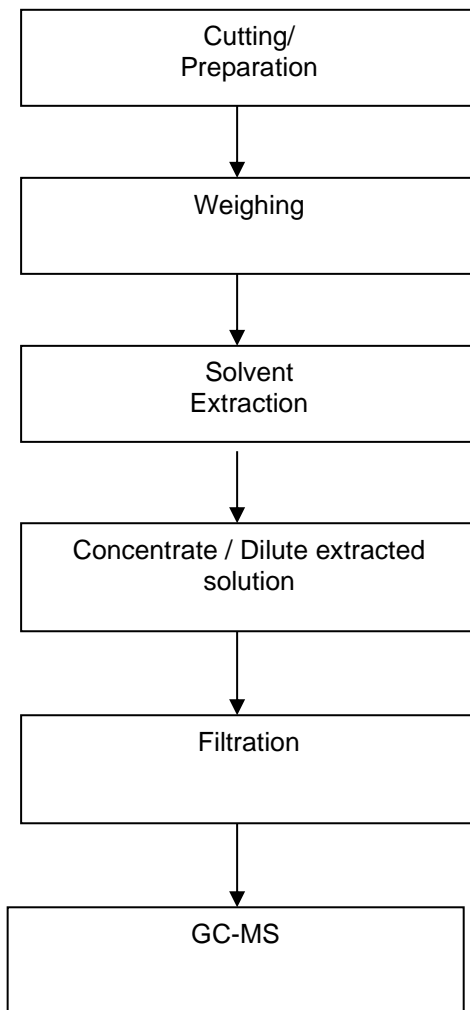 Cutting/
Preparation
Weighing
Solvent
Extraction
Concentrate / Dilute extracted
solution
Filtration
GC-MS